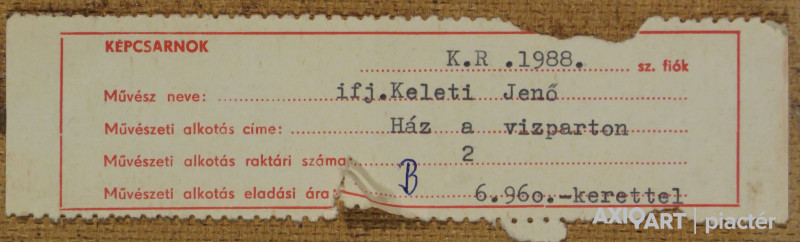 KÉPCSARNOK
K.R .1988. sz. fiók
Művész neve: ifj.Keleti Jenő
Művészeti alkotás címe: Ház a vizparton
Művészeti alkotás raktári száma: 2
B
Művészeti alkotás eladási ára: 6.96o.-kerettel
AXIOART | piactér